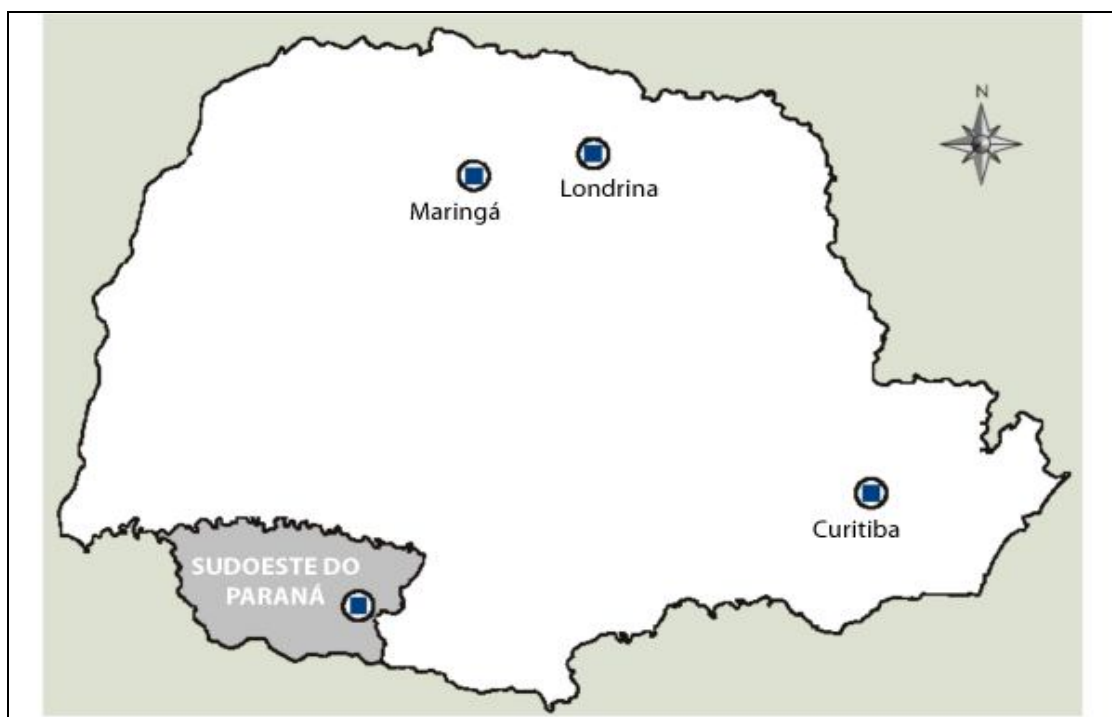 N
Londrina
Maringá
Curitiba
SUDOESTE DO
PARANÁ